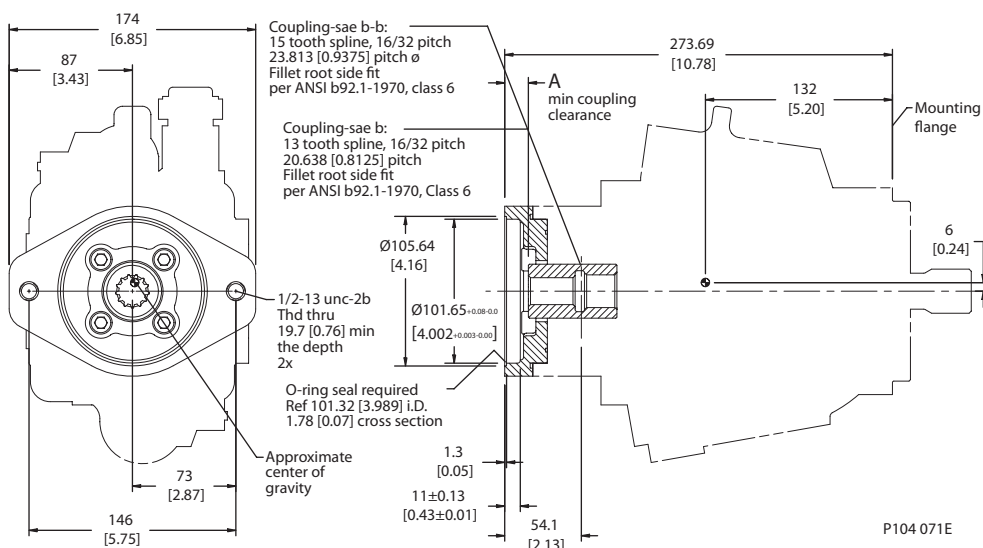 174
[6.85]
87
[3.43]
Coupling-sae b-b:
15 tooth spline, 16/32 pitch
23.813 [0.9375] pitch ø
Fillet root side fit
per ANSI b92.1-1970, class 6
Coupling-sae b:
13 tooth spline, 16/32 pitch
20.638 [0.8125] pitch
Fillet root side fit
per ANSI b92.1-1970, Class 6
273.69
[10.78]
A
min coupling
clearance
132
[5.20]
Mounting
flange
6
[0.24]
Ø105.64
[4.16]
Ø101.65+0.08-0.0
[4.002+0.003-0.00]
1/2-13 unc-2b
Thd thru
19.7 [0.76] min
the depth
2x
O-ring seal required
Ref 101.32 [3.989] i.D.
1.78 [0.07] cross section
Approximate
center of
gravity
73
[2.87]
146
[5.75]
1.3
[0.05]
11±0.13
[0.43±0.01]
54.1
[2.13]
P104 071E